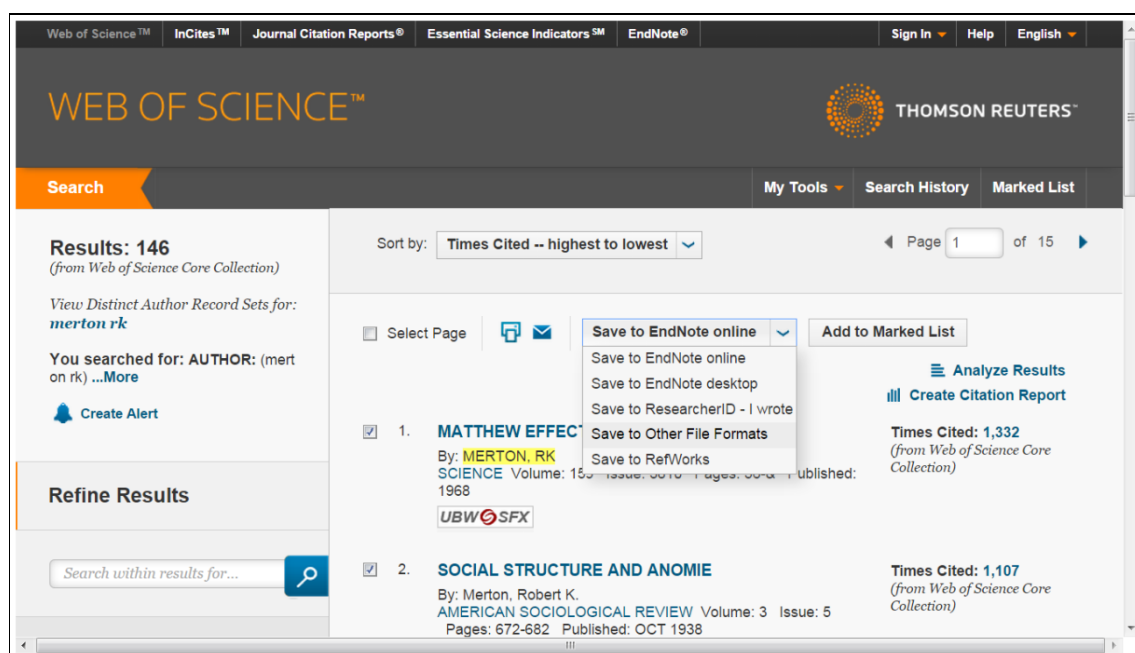 Web of Science™ InCites™ Journal Citation Reports® Essential Science Indicators℠ EndNote® Sign In Help English
WEB OF SCIENCE™
THOMSON REUTERS™
Search My Tools Search History Marked List
Results: 146
(from Web of Science Core Collection)
View Distinct Author Record Sets for:
merton rk
You searched for: AUTHOR: (mert
on rk) ...More
Create Alert
Refine Results
Search within results for...
Sort by: Times Cited -- highest to lowest
Page 1 of 15
Select Page Save to EndNote online Add to Marked List
Save to EndNote online
Save to EndNote desktop
Save to ResearcherID - I wrote
Save to Other File Formats
Save to RefWorks
Analyze Results
Create Citation Report
1. MATTHEW EFFECT
By: MERTON, RK
SCIENCE Volume: Published:
1968
UBW SFX
Times Cited: 1,332
(from Web of Science Core
Collection)
2. SOCIAL STRUCTURE AND ANOMIE
By: Merton, Robert K.
AMERICAN SOCIOLOGICAL REVIEW Volume: 3 Issue: 5
Pages: 672-682 Published: OCT 1938
Times Cited: 1,107
(from Web of Science Core
Collection)